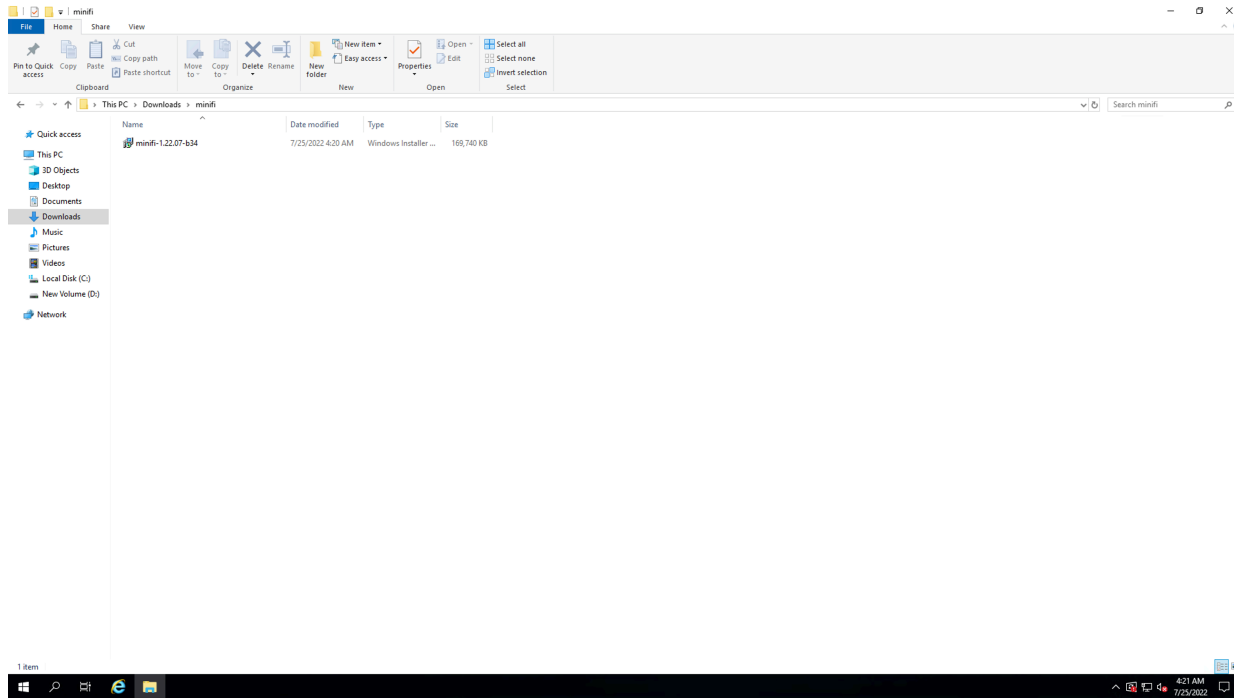 minifi
File Home Share View
Pin to Quick access
Copy
Paste
Cut
Copy path
Paste shortcut
Clipboard
Move to
Copy to
Delete
Rename
Organize
New folder
New item
Easy access
New
Properties
Open
Edit
Open
Select all
Select none
Invert selection
Select
This PC > Downloads > minifi
Search minifi
Name Date modified Type Size
minifi-1.22.07-b34 7/25/2022 4:20 AM Windows Installer ... 169,740 KB
Quick access
This PC
3D Objects
Desktop
Documents
Downloads
Music
Pictures
Videos
Local Disk (C:)
New Volume (D:)
Network
1 item
4:21 AM
7/25/2022